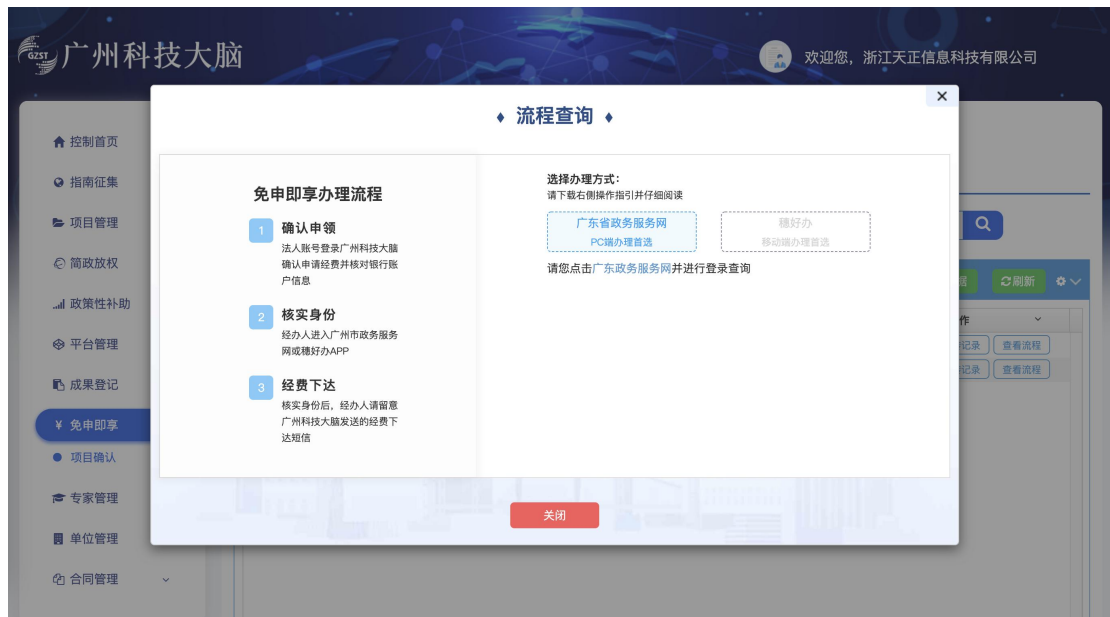 GZST
广州科技大脑
欢迎您，浙江天正信息科技有限公司
控制首页
指南征集
项目管理
简政放权
政策性补助
平台管理
成果登记
¥ 免申即享
项目确认
专家管理
单位管理
合同管理
流程查询
免申即享办理流程
1 确认申领
法人账号登录广州科技大脑
确认申请经费并核对银行账
户信息
2 核实身份
经办人进入广州市政务服务
网或穗好办APP
3 经费下达
核实身份后，经办人请留意
广州科技大脑发送的经费下
达短信
选择办理方式：
请下载右侧操作指引并仔细阅读
广东省政务服务网
PC端办理首选
穗好办
移动端办理首选
请您点击广东政务服务网并进行登录查询
关闭
刷新
作
记录 查看流程
记录 查看流程